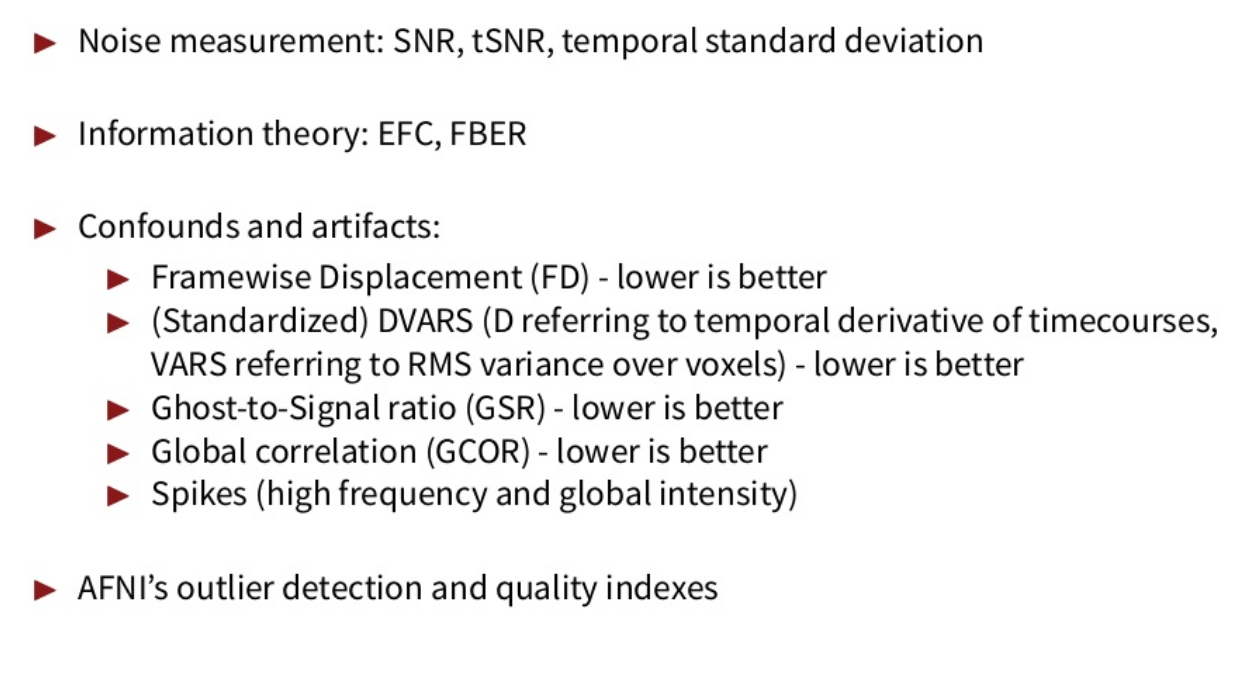 ▶ Noise measurement: SNR, tSNR, temporal standard deviation
▶ Information theory: EFC, FBER
▶ Confounds and artifacts:
▶ Framewise Displacement (FD) - lower is better
▶ (Standardized) DVARS (D referring to temporal derivative of timecourses,
VARS referring to RMS variance over voxels) - lower is better
▶ Ghost-to-Signal ratio (GSR) - lower is better
▶ Global correlation (GCOR) - lower is better
▶ Spikes (high frequency and global intensity)
▶ AFNI’s outlier detection and quality indexes